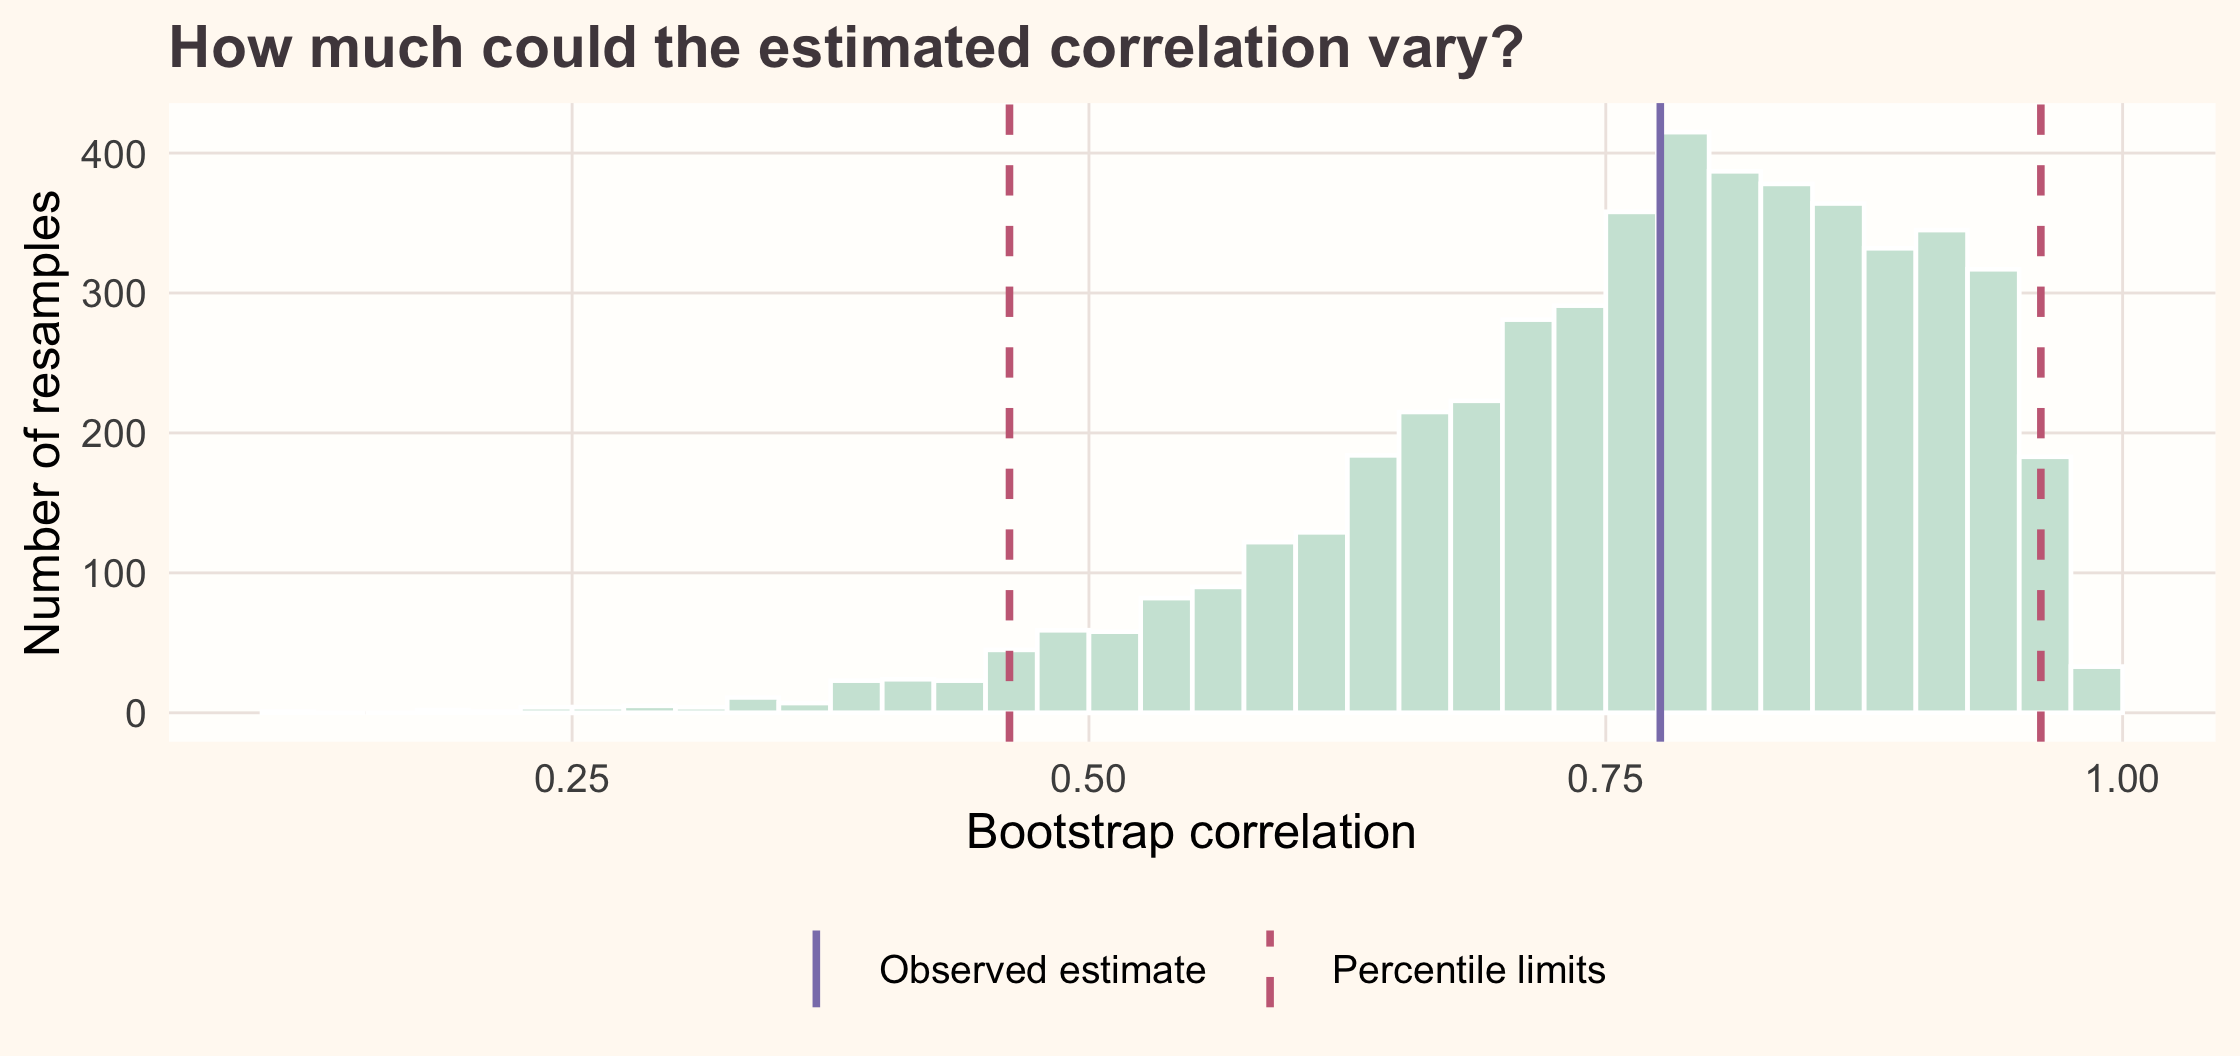 How much could the estimated correlation vary?
Number of resamples
400
300
200
100
0
0.25 0.50 0.75 1.00
Bootstrap correlation
Observed estimate Percentile limits